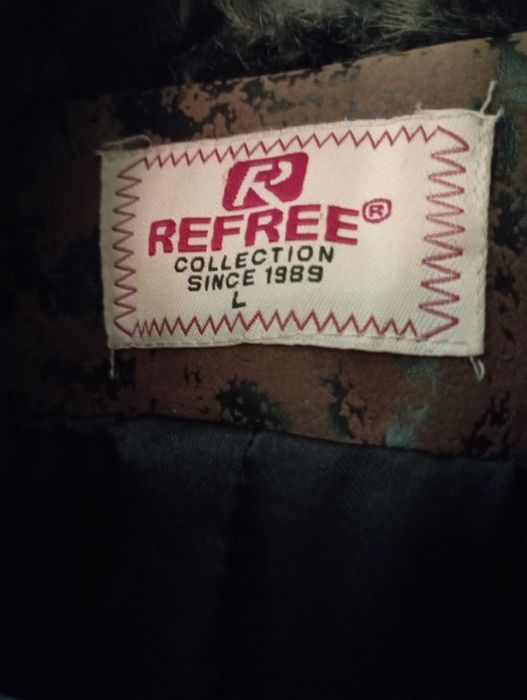 R
REFREE®
COLLECTION
SINCE 1989
L